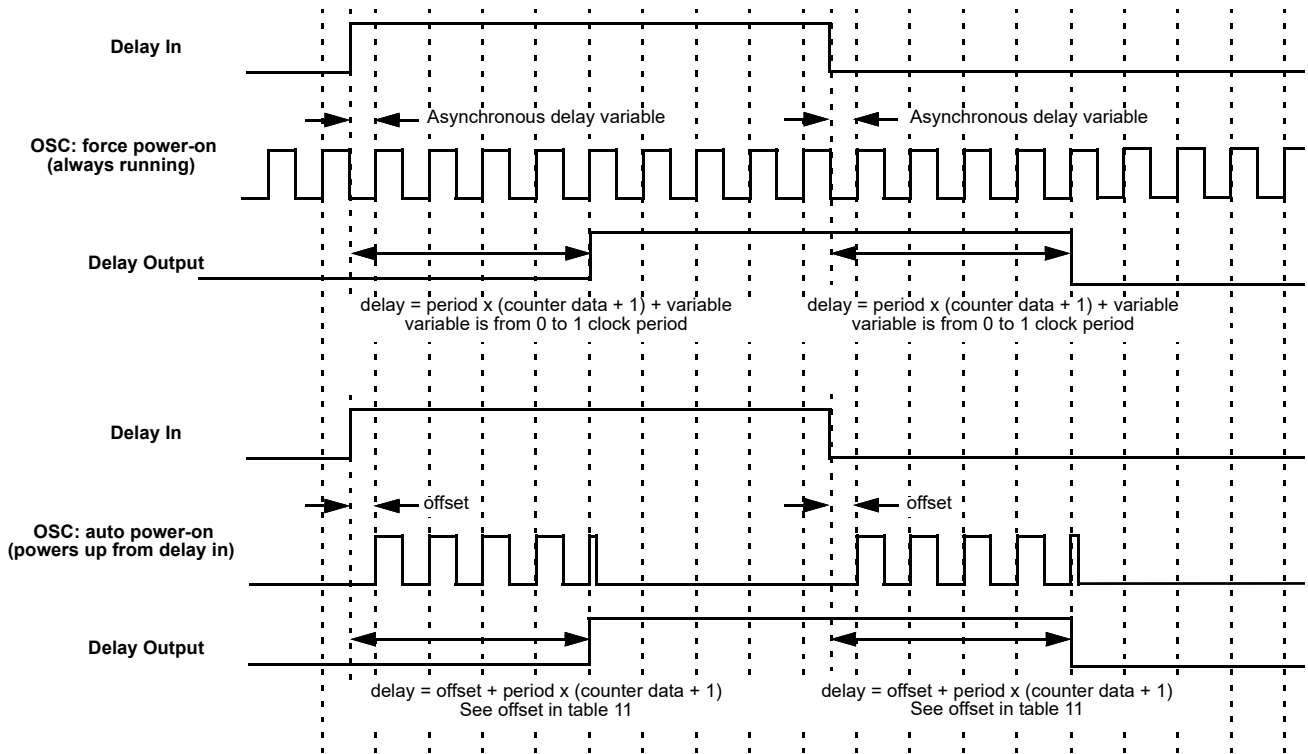 Delay In
Asynchronous delay variable
Asynchronous delay variable
OSC: force power-on
(always running)
Delay Output
delay = period x (counter data + 1) + variable
variable is from 0 to 1 clock period
delay = period x (counter data + 1) + variable
variable is from 0 to 1 clock period
Delay In
offset
offset
OSC: auto power-on
(powers up from delay in)
Delay Output
delay = offset + period x (counter data + 1)
See offset in table 11
delay = offset + period x (counter data + 1)
See offset in table 11